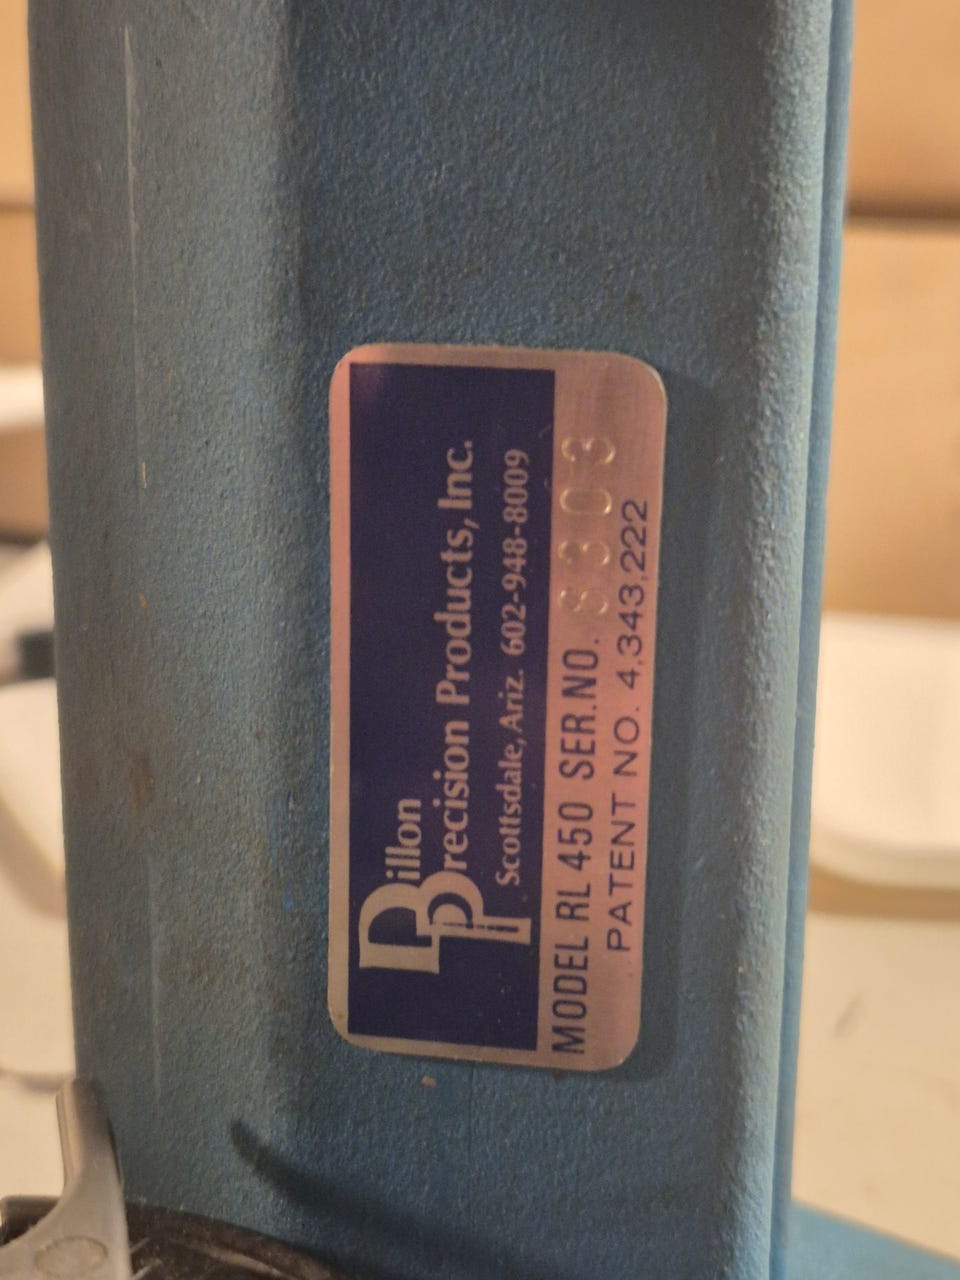 Dillon
Precision Products, Inc.
Scottsdale, Ariz. 602-948-8009
MODEL RL 450 SER.NO. 8303
PATENT NO. 4,343,222